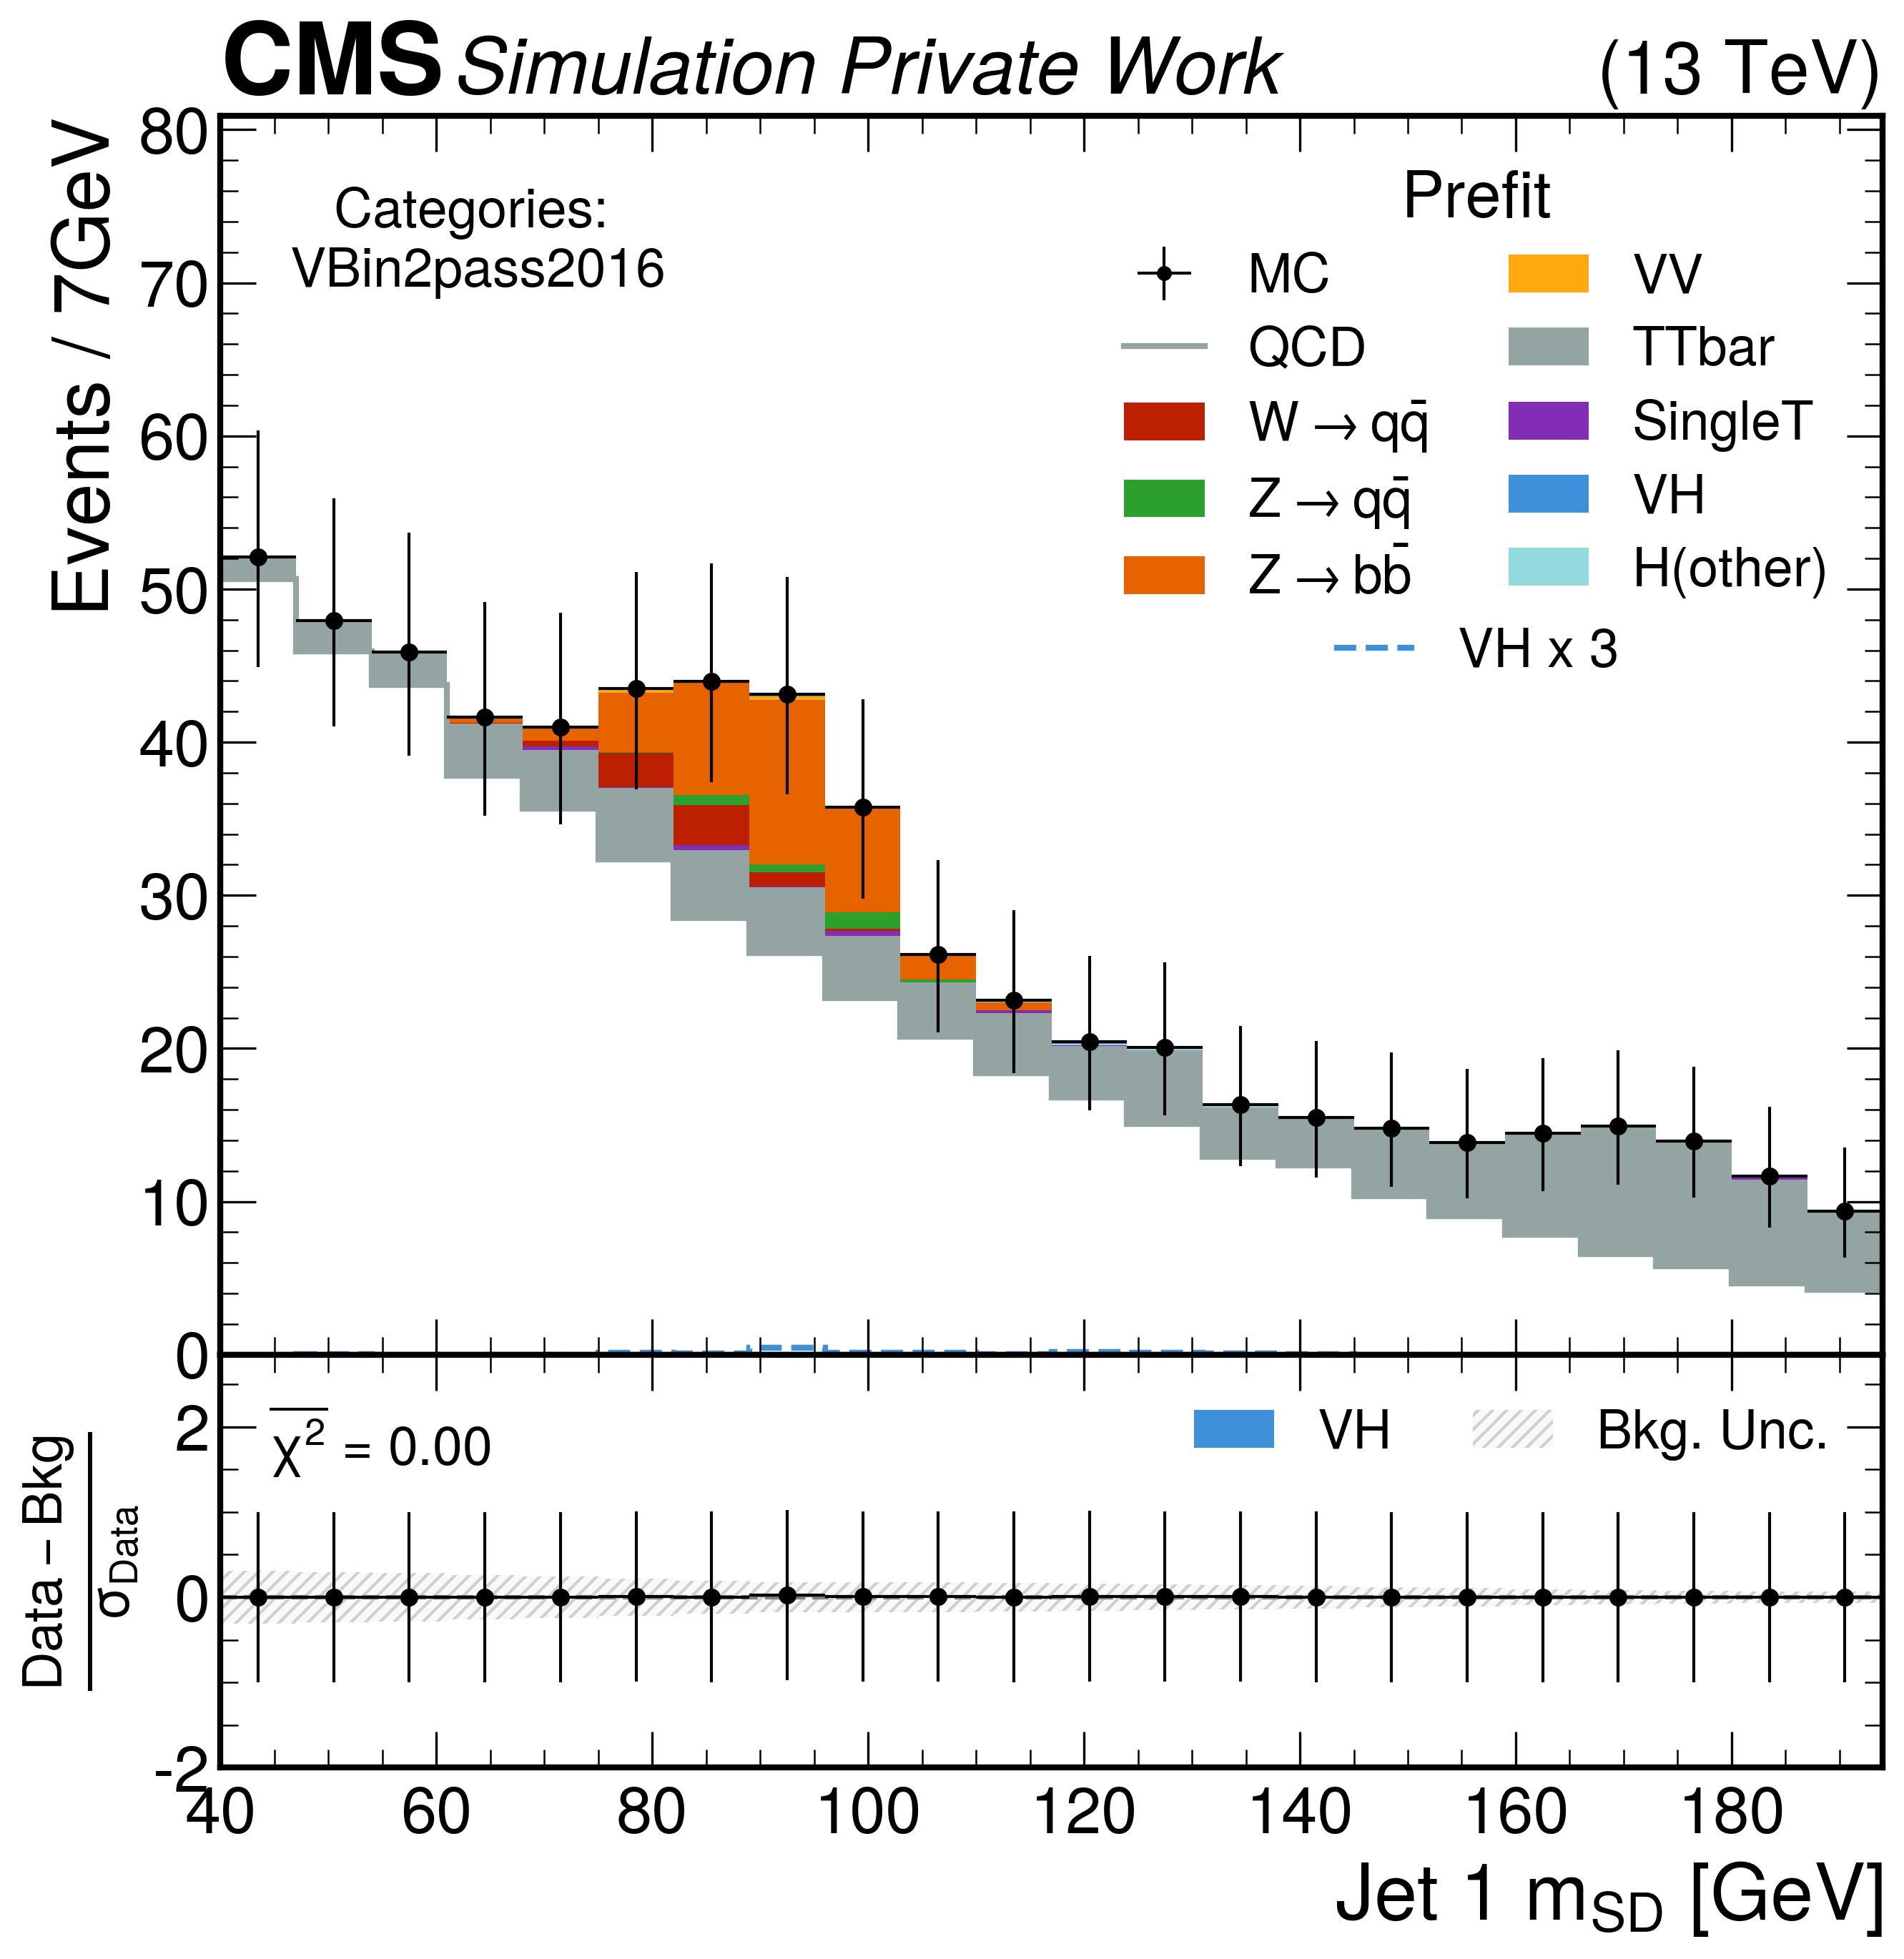 CMS Simulation Private Work (13 TeV)
Events / 7GeV
80
70
60
50
40
30
20
10
0
Categories:
VBin2pass2016
Prefit
MC
QCD
W → qq̄
Z → qq̄
Z → bb̄
VV
TTbar
SingleT
VH
H(other)
VH x 3
Data – Bkg
σData
2
0
-2
χ² = 0.00
VH
Bkg. Unc.
40 60 80 100 120 140 160 180
Jet 1 mSD [GeV]